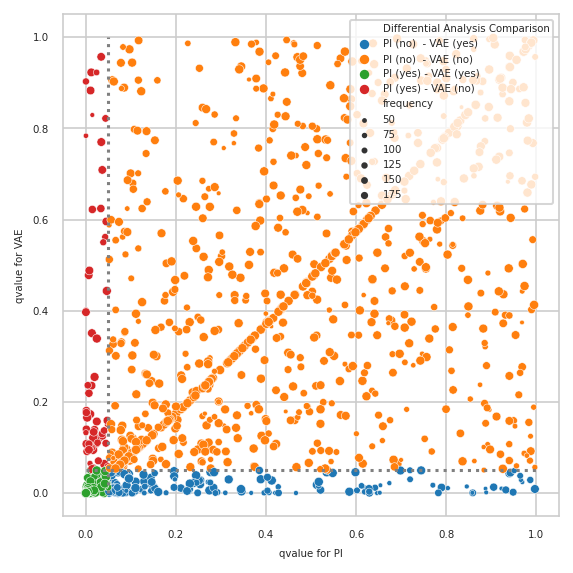 Differential Analysis Comparison
PI (no)  - VAE (yes)
PI (no)  - VAE (no)
PI (yes) - VAE (yes)
PI (yes) - VAE (no)
frequency
50
75
100
125
150
175
1.0
0.8
0.6
0.4
0.2
0.0
qvalue for VAE
0.0 0.2 0.4 0.6 0.8 1.0
qvalue for PI